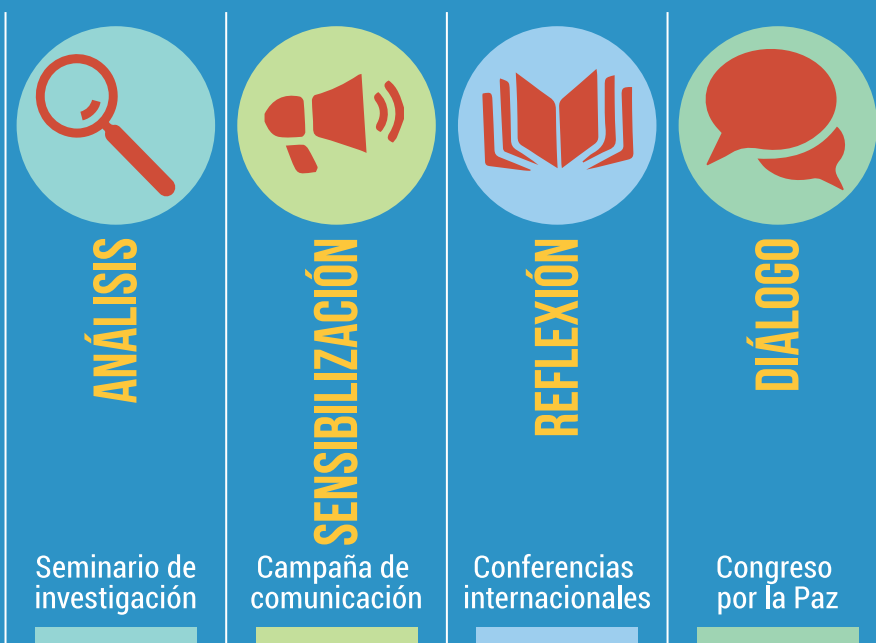 ANÁLISIS
Seminario de
investigación
SENSIBILIZACIÓN
Campaña de
comunicación
REFLEXIÓN
Conferencias
internacionales
DIÁLOGO
Congreso
por la Paz